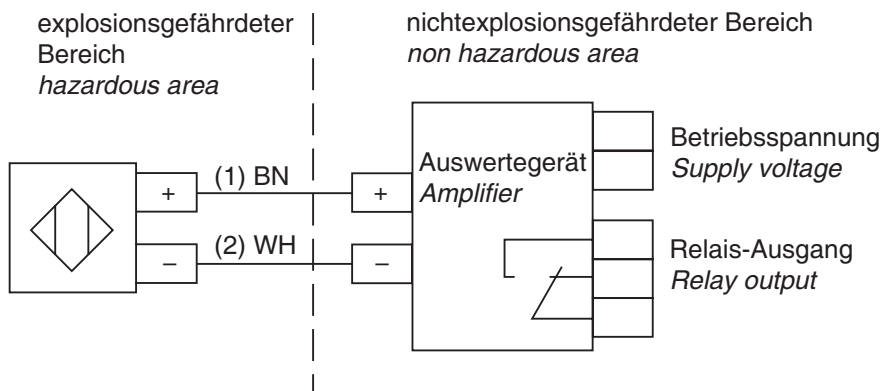 explosionsgefährdeter
Bereich
hazardous area
nichtexplosionsgefährdeter Bereich
non hazardous area
Auswertegerät
Amplifier
Betriebsspannung
Supply voltage
+
(1) BN
+
–
(2) WH
–
Relais-Ausgang
Relay output